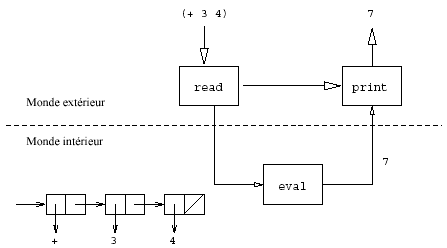 (+ 3 4)
7
read
print
Monde extérieur
Monde intérieur
7
eval
+ 3 4